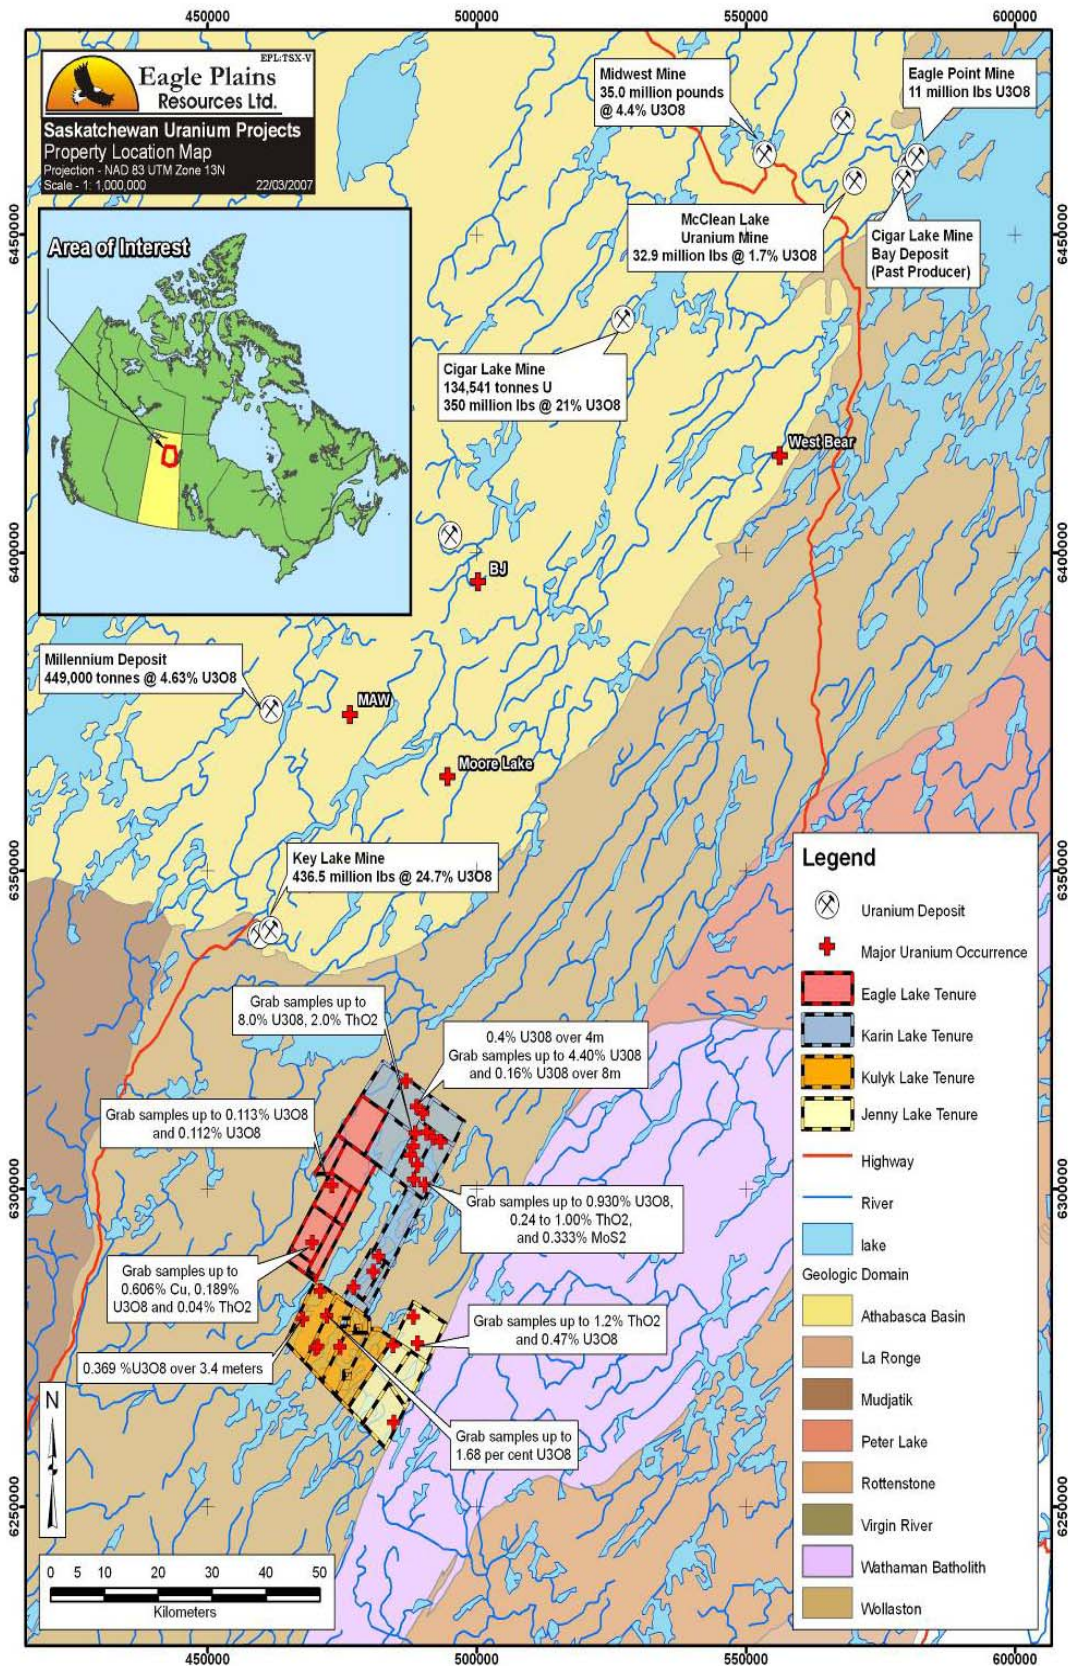 450000
500000
550000
600000
EPL:TSX-V
Eagle Plains
Resources Ltd.
Saskatchewan Uranium Projects
Property Location Map
Projection - NAD 83 UTM Zone 13N
Scale - 1: 1,000,000
22/03/2007
Midwest Mine
35.0 million pounds
@ 4.4% U3O8
Eagle Point Mine
11 million lbs U3O8
McClean Lake
Uranium Mine
32.9 million lbs @ 1.7% U3O8
Cigar Lake Mine
Bay Deposit
(Past Producer)
6450000
6450000
Area of Interest
Cigar Lake Mine
134,541 tonnes U
350 million lbs @ 21% U3O8
West Bear
6400000
6400000
BJ
Millennium Deposit
449,000 tonnes @ 4.63% U3O8
MAW
Moore Lake
6350000
6350000
Key Lake Mine
436.5 million lbs @ 24.7% U3O8
Grab samples up to
8.0% U308, 2.0% ThO2
0.4% U308 over 4m
Grab samples up to 4.40% U308
and 0.16% U308 over 8m
Grab samples up to 0.113% U3O8
and 0.112% U3O8
6300000
6300000
Grab samples up to 0.930% U3O8,
0.24 to 1.00% ThO2,
and 0.333% MoS2
Grab samples up to
0.606% Cu, 0.189%
U3O8 and 0.04% ThO2
Grab samples up to 1.2% ThO2
and 0.47% U3O8
0.369 %U3O8 over 3.4 meters
Grab samples up to
1.68 per cent U3O8
6250000
6250000
N
0 5 10 20 30 40 50
Kilometers
Legend
Uranium Deposit
Major Uranium Occurrence
Eagle Lake Tenure
Karin Lake Tenure
Kulyk Lake Tenure
Jenny Lake Tenure
Highway
River
lake
Geologic Domain
Athabasca Basin
La Ronge
Mudjatik
Peter Lake
Rottenstone
Virgin River
Wathaman Batholith
Wollaston
450000
500000
550000
600000